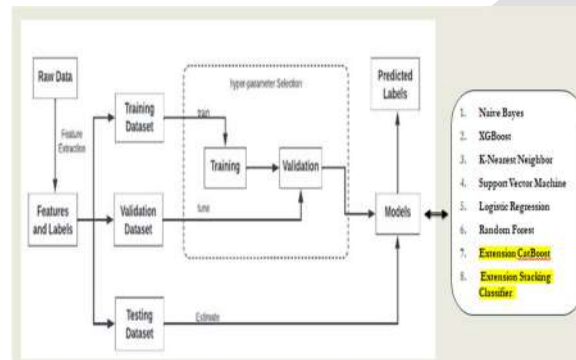 Raw Data
Feature
Extraction
Features
and Labels
Training
Dataset
Validation
Dataset
Testing
Dataset
train
tune
Estimate
hyper-parameter Selection
Training
Validation
Predicted
Labels
Models
1. Naive Bayes
2. XGBoost
3. K-Nearest Neighbor
4. Support Vector Machine
5. Logistic Regression
6. Random Forest
7. Extension CatBoost
8. Extension Stacking
Classifier.